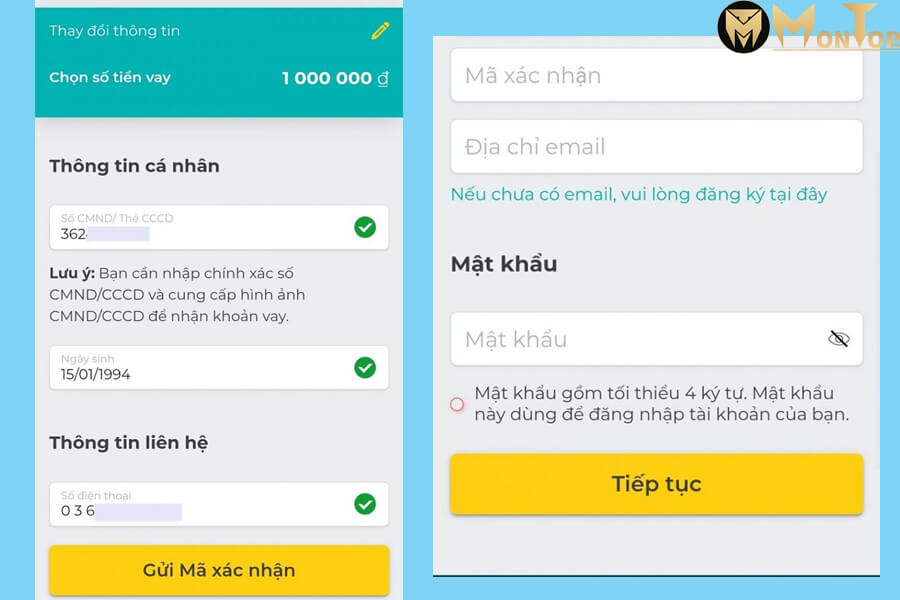 Thay đổi thông tin
Chọn số tiền vay 1 000 000 ₫
Thông tin cá nhân
Số CMND/ Thẻ CCCD
362
Lưu ý: Bạn cần nhập chính xác số
CMND/CCCD và cung cấp hình ảnh
CMND/CCCD để nhận khoản vay.
Ngày sinh
15/01/1994
Thông tin liên hệ
Số điện thoại
0 3 6
Gửi Mã xác nhận
MONTOP
Mã xác nhận
Địa chỉ email
Nếu chưa có email, vui lòng đăng ký tại đây
Mật khẩu
Mật khẩu
Mật khẩu gồm tối thiểu 4 ký tự. Mật khẩu
này dùng để đăng nhập tài khoản của bạn.
Tiếp tục